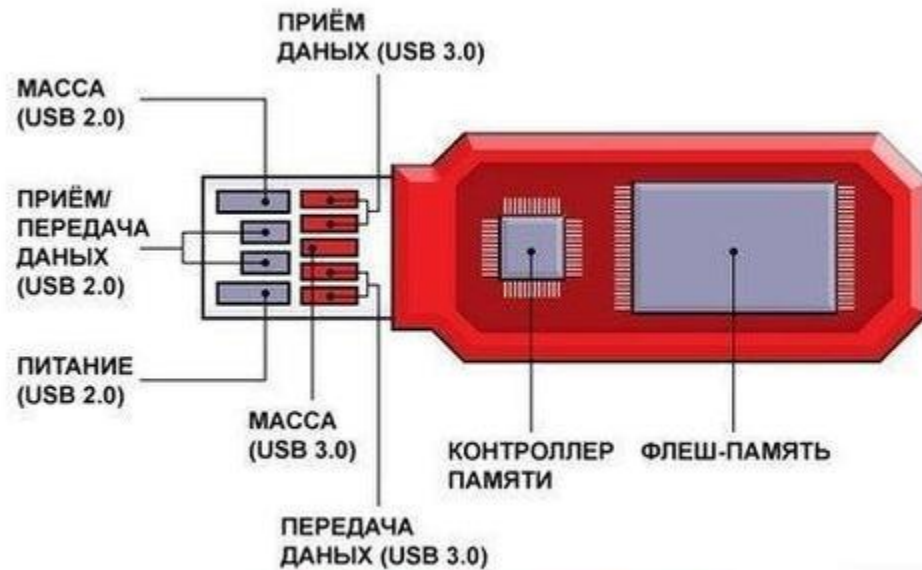 ПРИЁМ
ДАНЫХ (USB 3.0)
МАССА
(USB 2.0)
ПРИЁМ/
ПЕРЕДАЧА
ДАНЫХ
(USB 2.0)
ПИТАНИЕ
(USB 2.0)
МАССА
(USB 3.0)
КОНТРОЛЛЕР
ПАМЯТИ
ФЛЕШ-ПАМЯТЬ
ПЕРЕДАЧА
ДАНЫХ (USB 3.0)